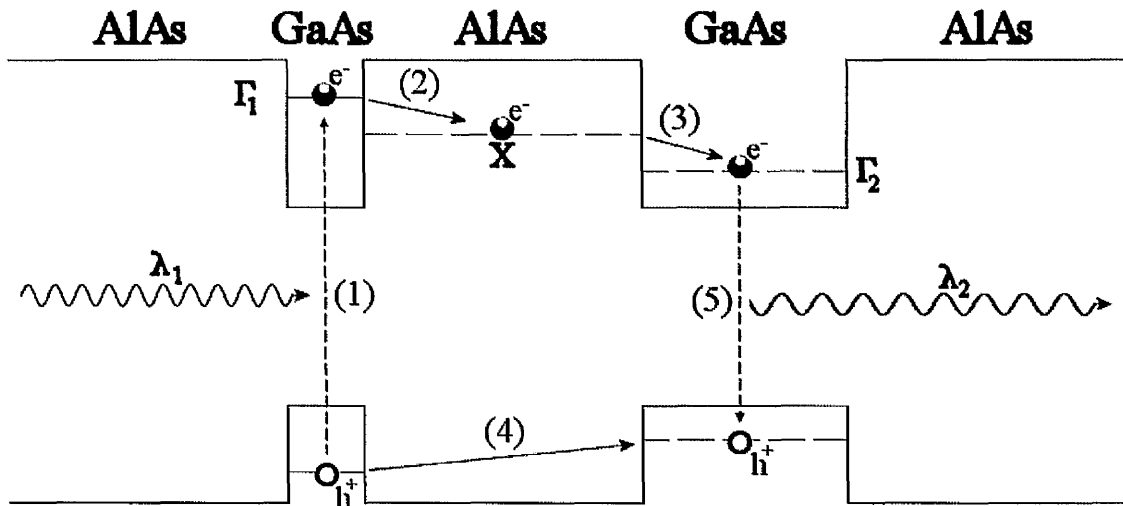 AlAs GaAs AlAs GaAs AlAs
Γ₁ e⁻ (2) e⁻ (3) e⁻ Γ₂
X
λ₁ (1) (5) λ₂
(4)
h⁺ h⁺